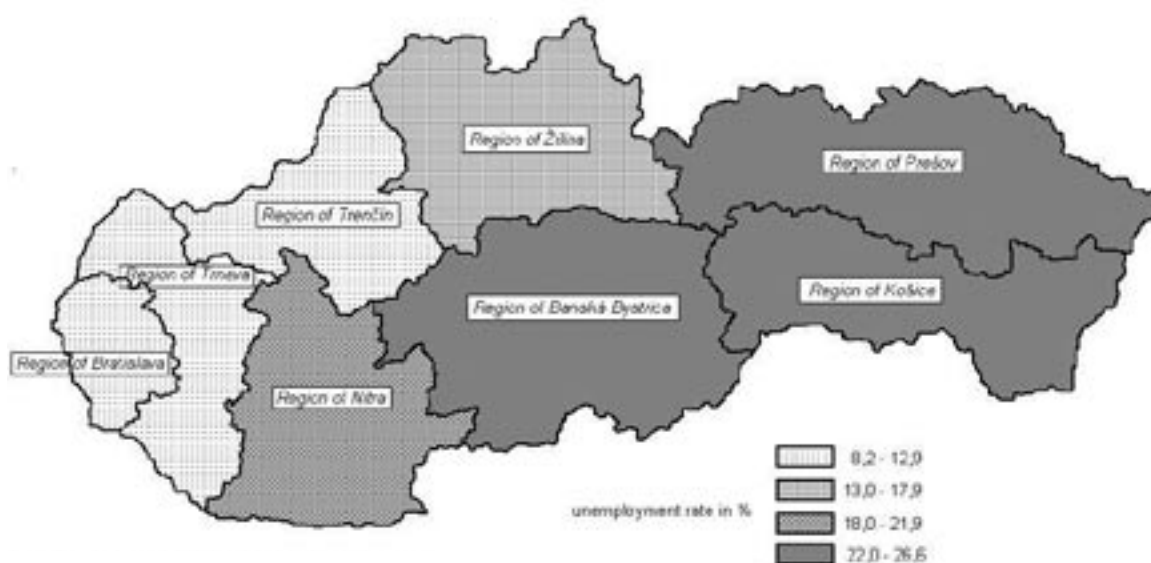 Region of Žilina
Region of Prešov
Region of Trenčín
Region of Trnava
Region of Košice
Region of Banská Bystrica
Region of Bratislava
Region of Nitra
8,2 - 12,9
13,0 - 17,9
unemployment rate in %
18,0 - 21,9
22,0 - 26,6